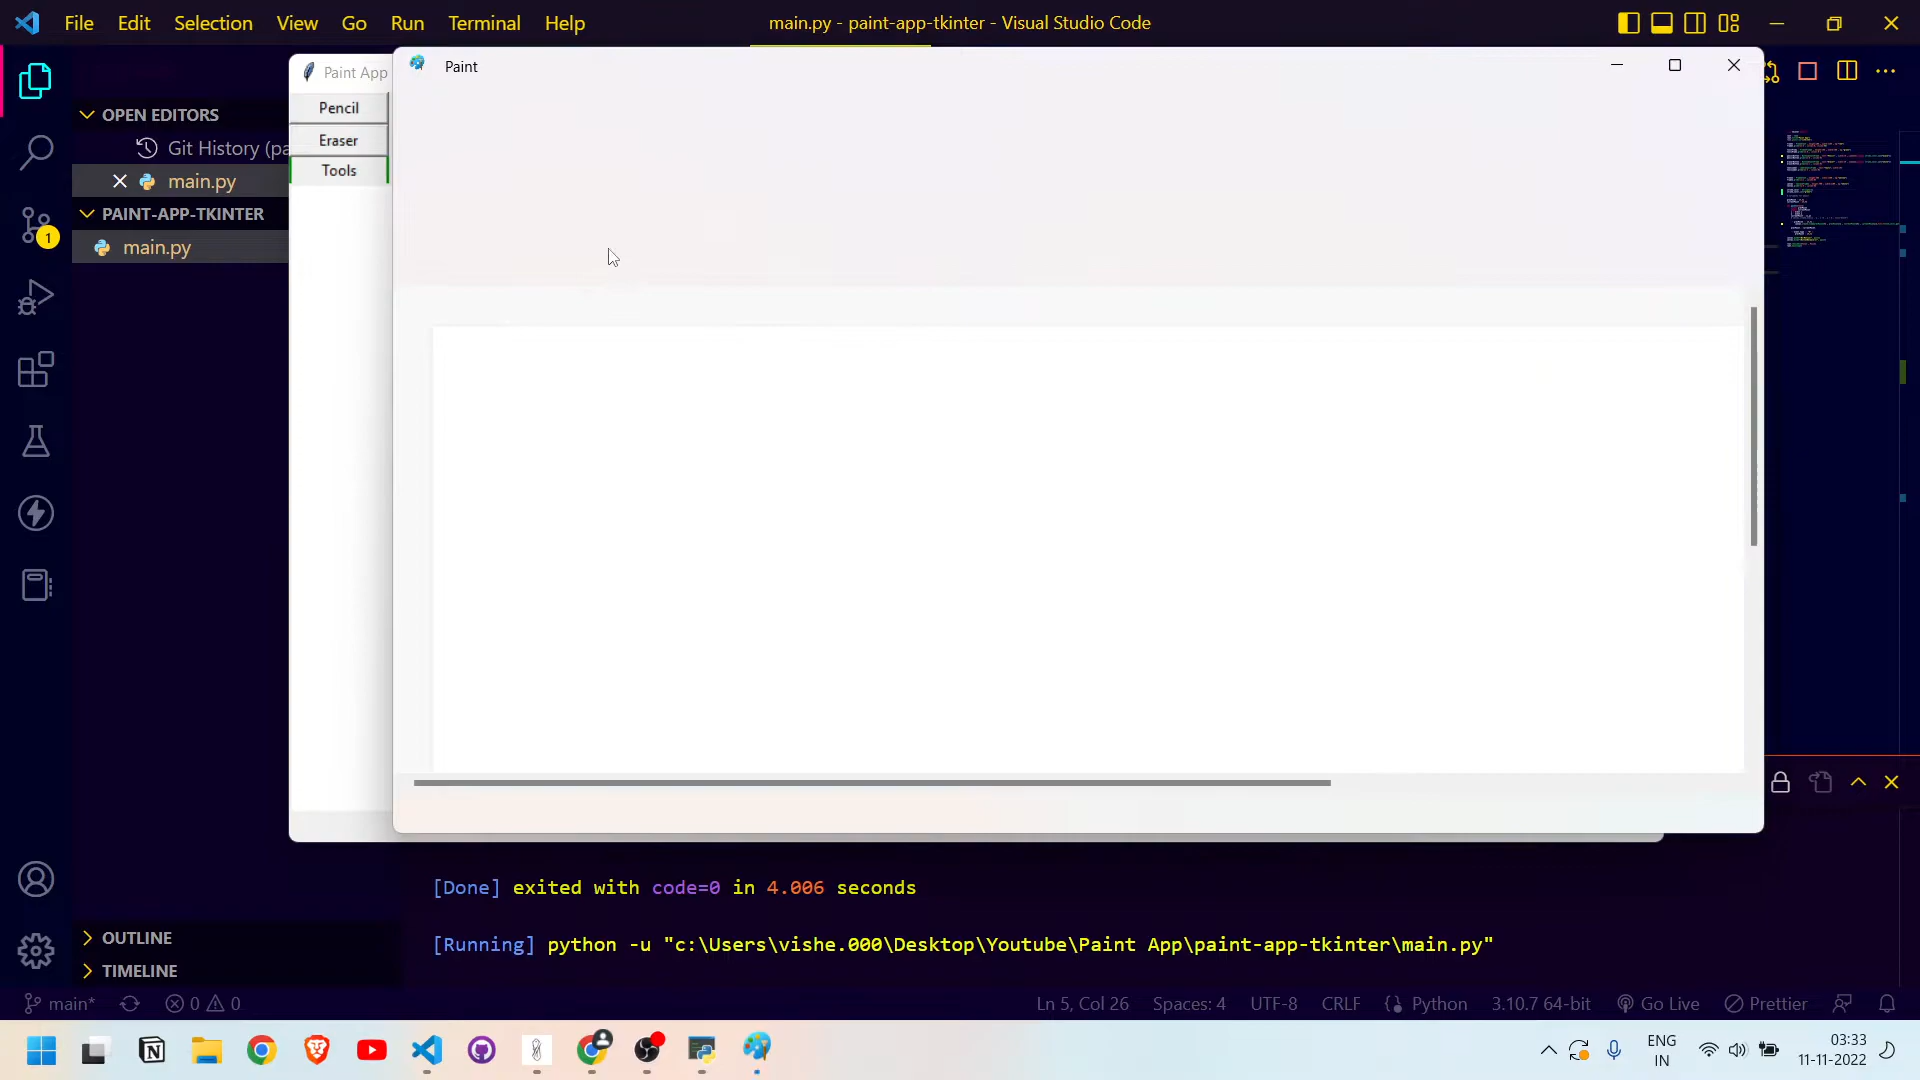 File Edit Selection View Go Run Terminal Help
main.py - paint-app-tkinter - Visual Studio Code
Paint App
Paint
Pencil
Eraser
Tools
OPEN EDITORS
Git History (pa
main.py
PAINT-APP-TKINTER
main.py
1
[Done] exited with code=0 in 4.006 seconds
[Running] python -u "c:\Users\vishe.000\Desktop\Youtube\Paint App\paint-app-tkinter\main.py"
OUTLINE
TIMELINE
main* 0 0
Ln 5, Col 26 Spaces: 4 UTF-8 CRLF Python 3.10.7 64-bit Go Live Prettier
ENG
IN
03:33
11-11-2022